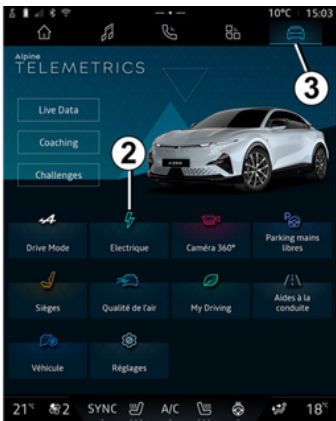 10°C 15:03
Alpine
TELEMETRICS
3
Live Data
Coaching
Challenges
2
Drive Mode
Electrique
Caméra 360°
Parking mains
libres
Sièges
Qualité de l'air
My Driving
Aides à la
conduite
Véhicule
Réglages
21°C 2 SYNC A/C 18°C